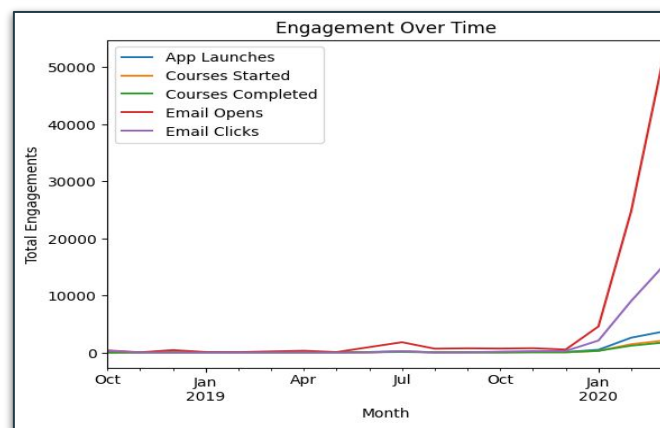 Engagement Over Time
App Launches
Courses Started
Courses Completed
Email Opens
Email Clicks
Total Engagements
50000
40000
30000
20000
10000
0
Oct
Jan
2019
Apr
Jul
Oct
Jan
2020
Month